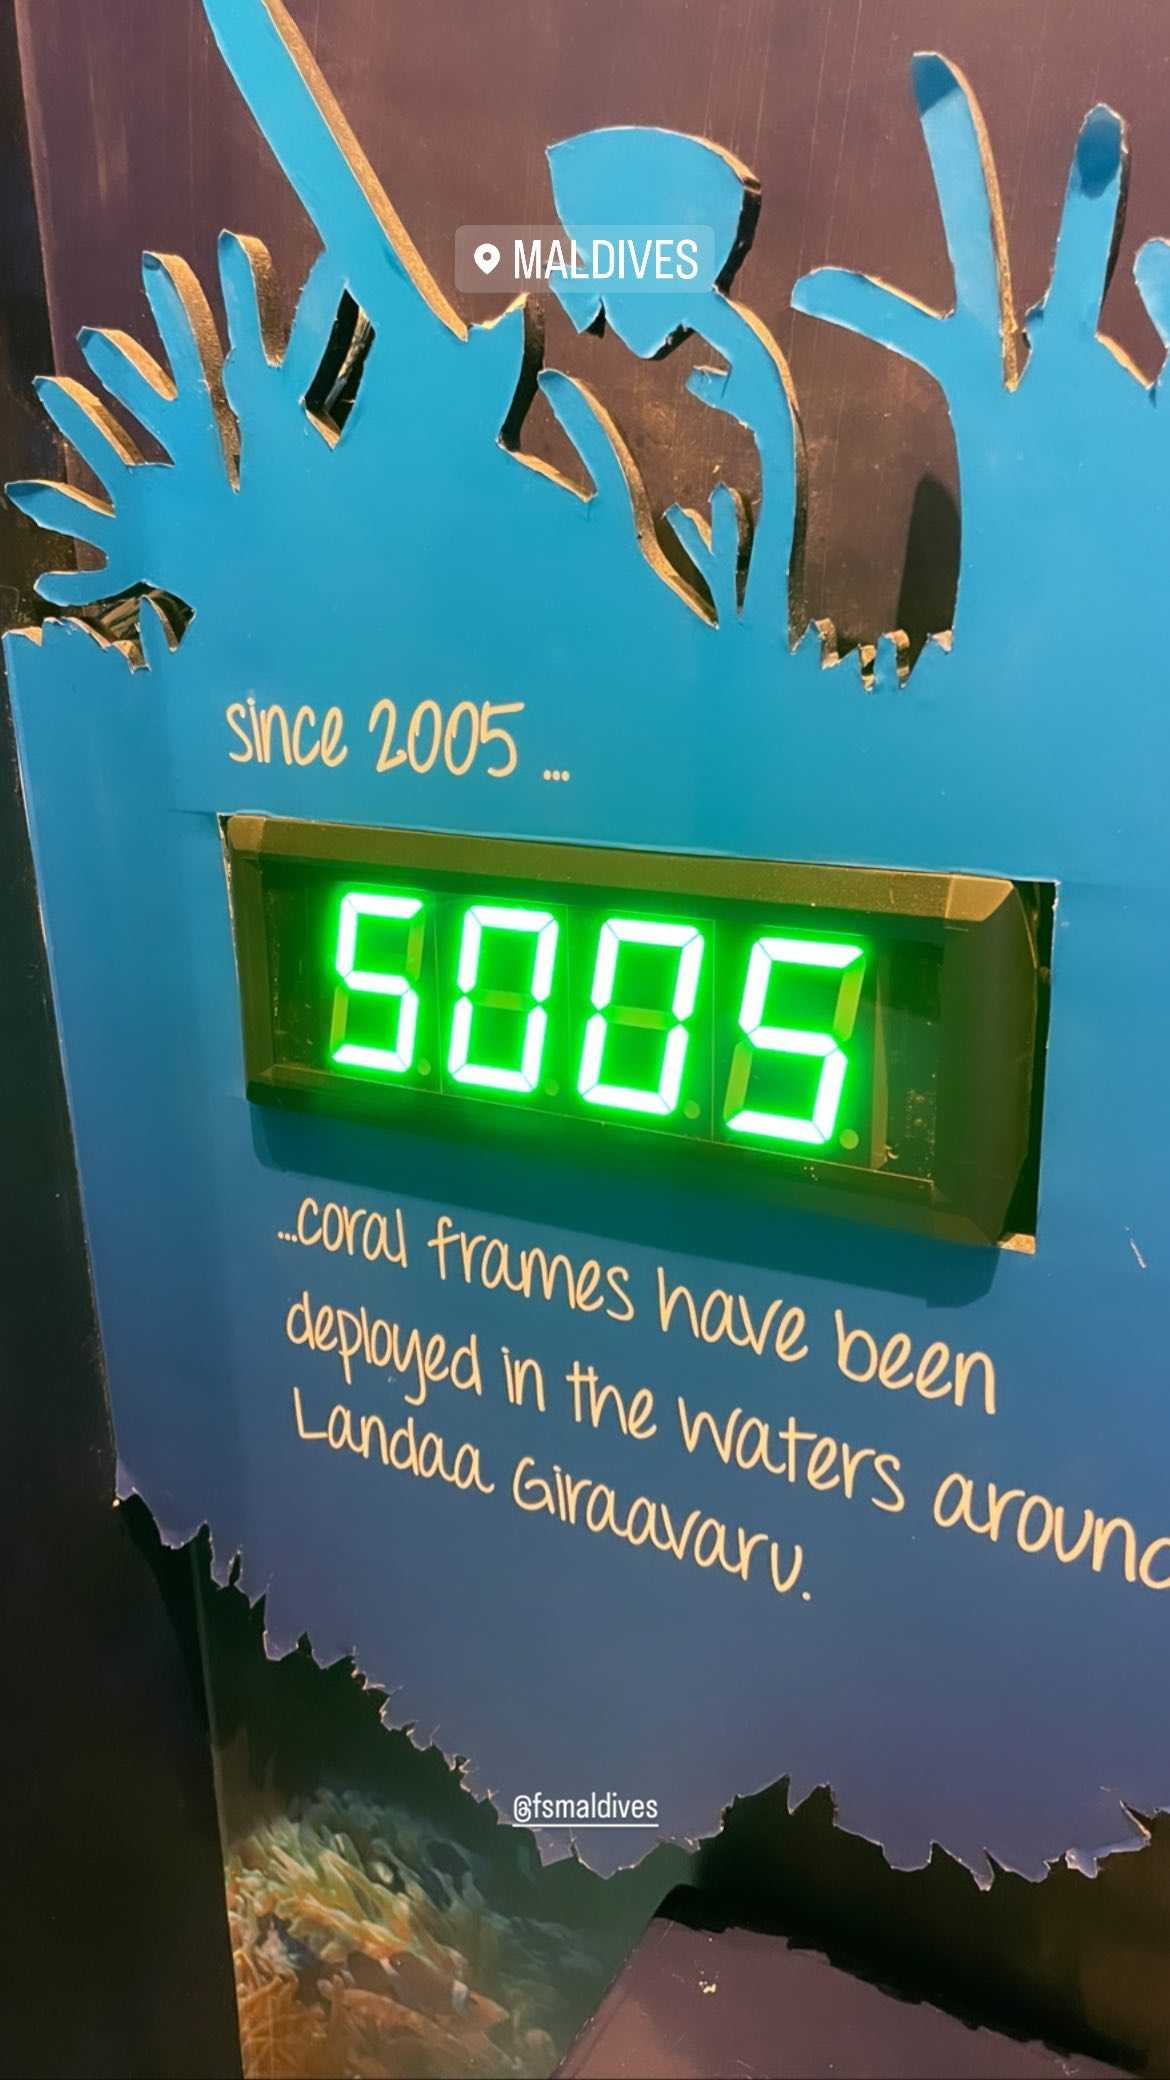 MALDIVES
since 2005 ...
5005
...coral frames have been
deployed in the waters around
Landaa Giraavaru.
@fsmaldives